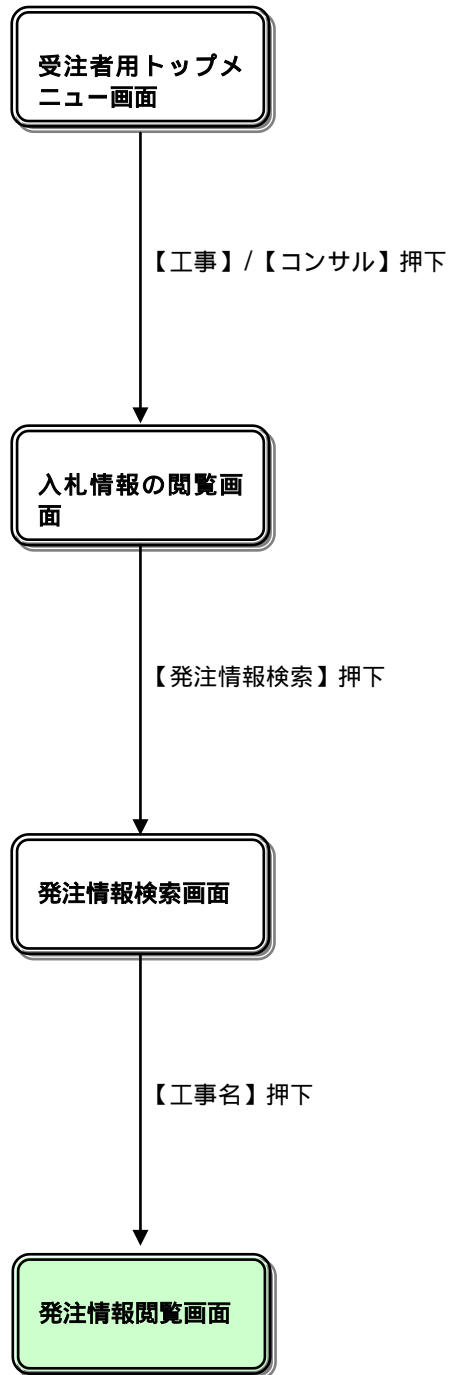 受注者用トップメ
ニュー画面
【工事】/【コンサル】押下
入札情報の閲覧画
面
【発注情報検索】押下
発注情報検索画面
【工事名】押下
発注情報閲覧画面